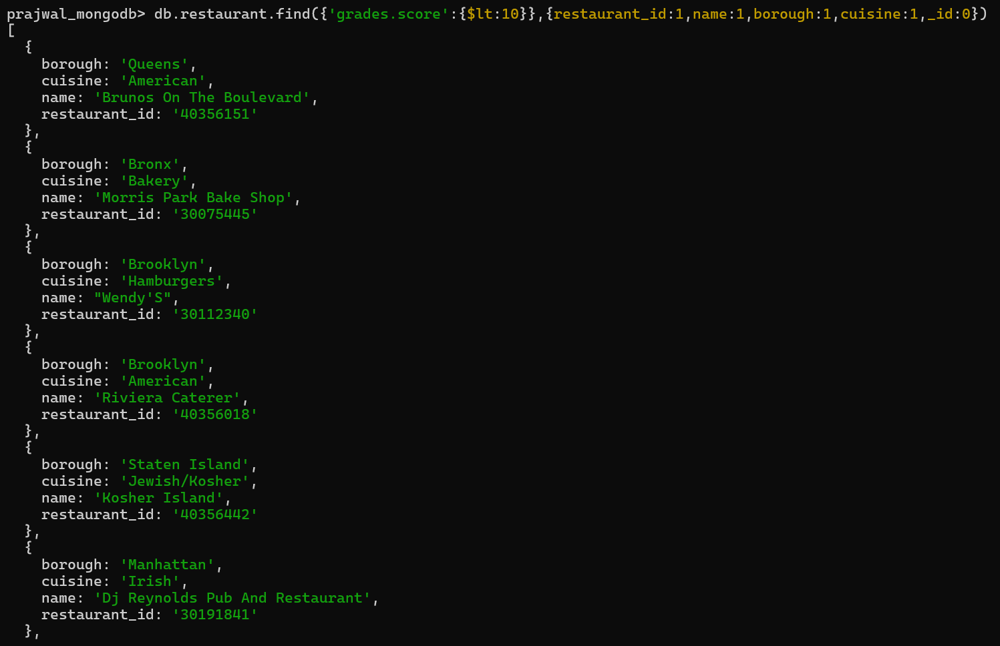 prajwal_mongodb> db.restaurant.find({'grades.score':{$lt:10}},{restaurant_id:1,name:1,borough:1,cuisine:1,_id:0})
[
  {
    borough: 'Queens',
    cuisine: 'American',
    name: 'Brunos On The Boulevard',
    restaurant_id: '40356151'
  },
  {
    borough: 'Bronx',
    cuisine: 'Bakery',
    name: 'Morris Park Bake Shop',
    restaurant_id: '30075445'
  },
  {
    borough: 'Brooklyn',
    cuisine: 'Hamburgers',
    name: "Wendy'S",
    restaurant_id: '30112340'
  },
  {
    borough: 'Brooklyn',
    cuisine: 'American',
    name: 'Riviera Caterer',
    restaurant_id: '40356018'
  },
  {
    borough: 'Staten Island',
    cuisine: 'Jewish/Kosher',
    name: 'Kosher Island',
    restaurant_id: '40356442'
  },
  {
    borough: 'Manhattan',
    cuisine: 'Irish',
    name: 'Dj Reynolds Pub And Restaurant',
    restaurant_id: '30191841'
  },